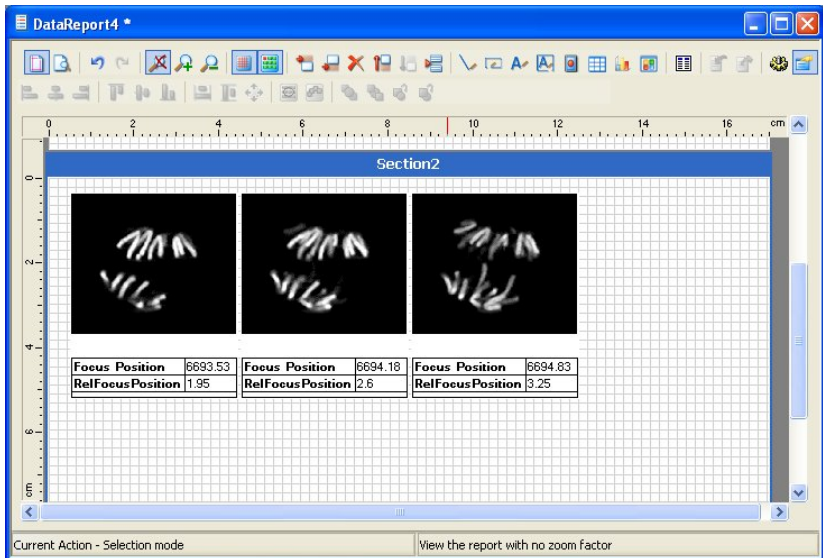 DataReport4 *
0 2 4 6 8 10 12 14 16 cm
Section2
0
2
4
Focus Position 6693.53 Focus Position 6694.18 Focus Position 6694.83
RelFocusPosition 1.95 RelFocusPosition 2.6 RelFocusPosition 3.25
6
cm
Current Action - Selection mode View the report with no zoom factor